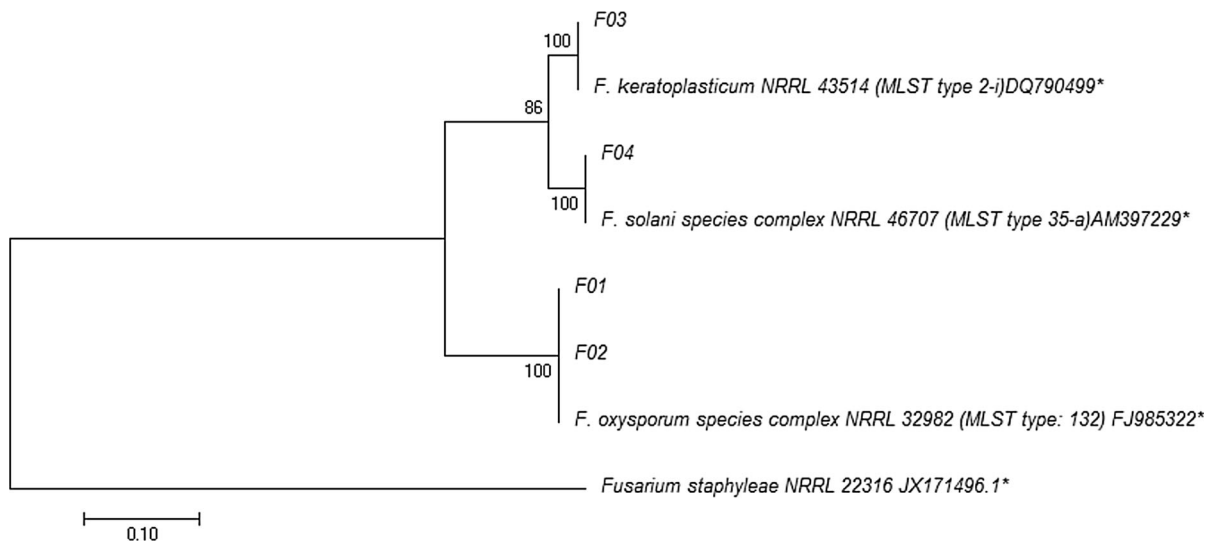 F03
100
F. keratoplasticum NRRL 43514 (MLST type 2-i)DQ790499*
86
F04
100
F. solani species complex NRRL 46707 (MLST type 35-a)AM397229*
F01
F02
100
F. oxysporum species complex NRRL 32982 (MLST type: 132) FJ985322*
Fusarium staphyleae NRRL 22316 JX171496.1*
0.10